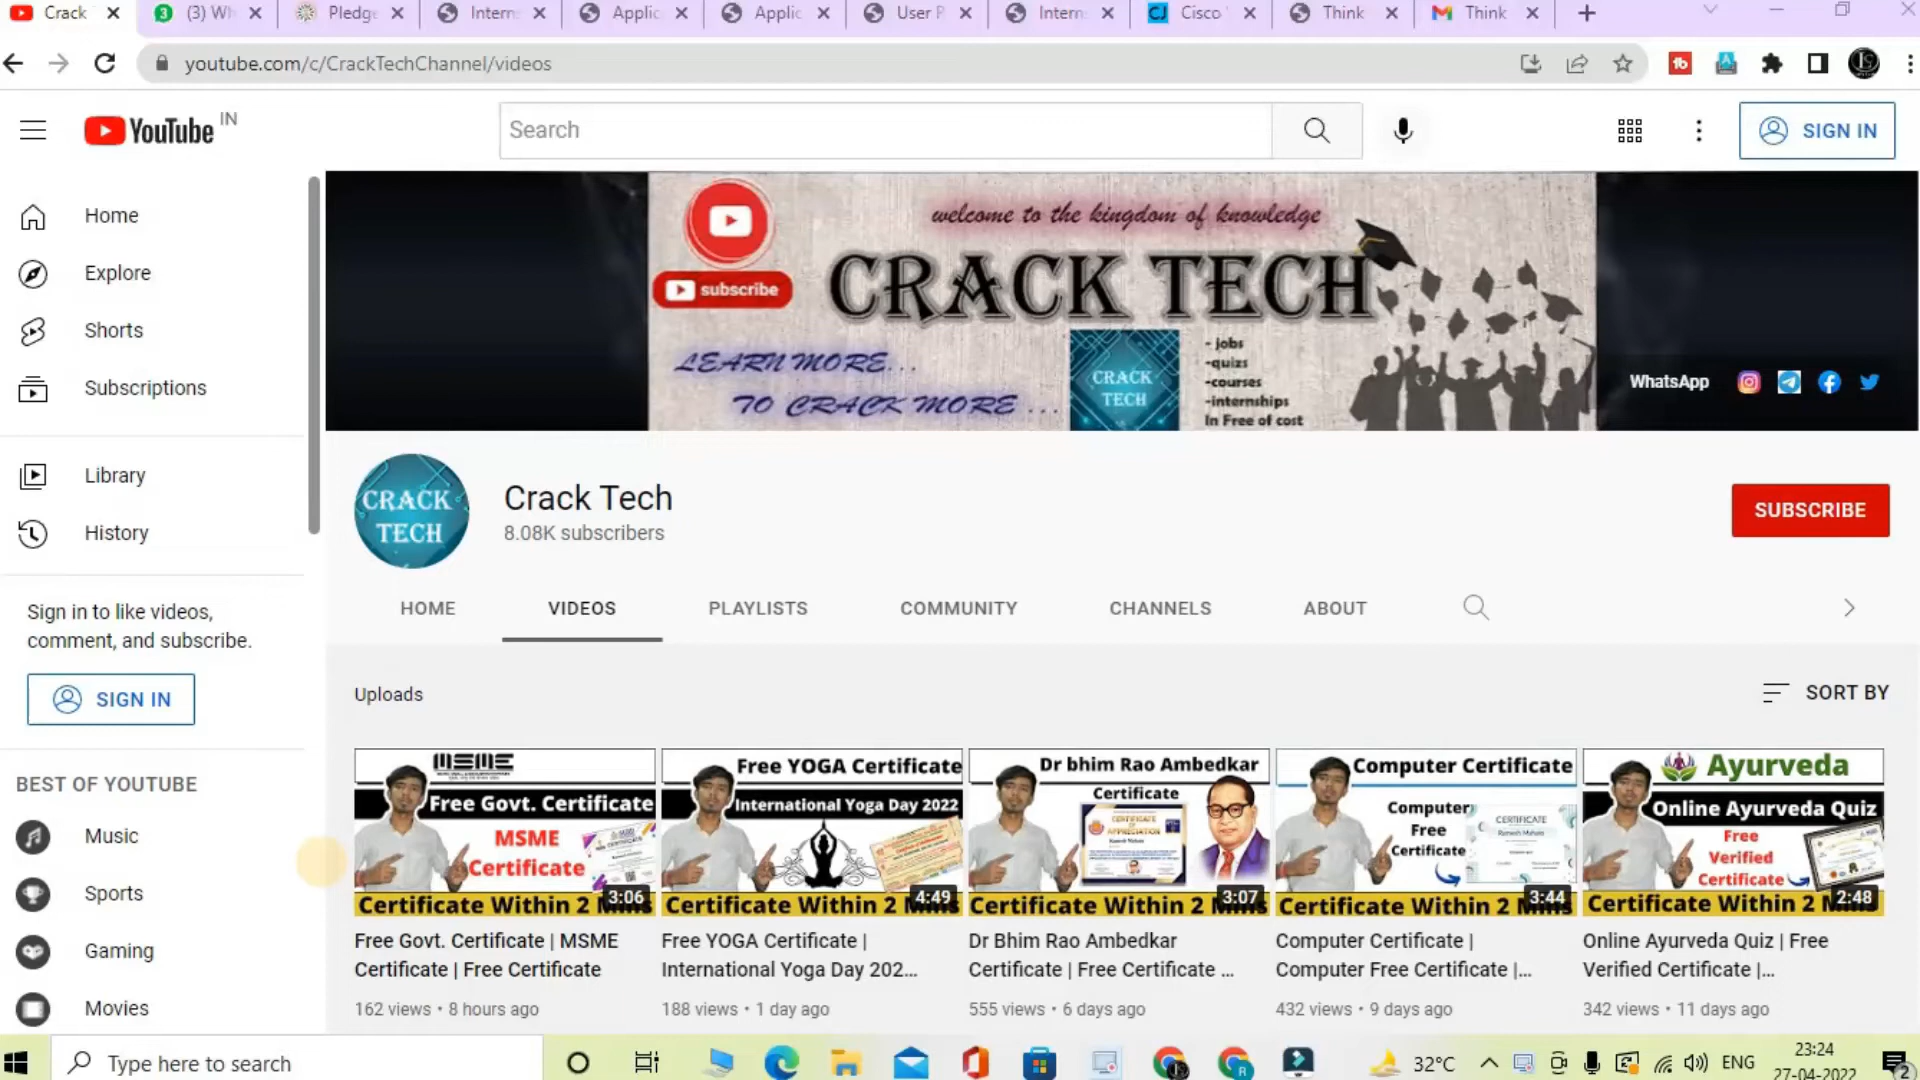 Crack
(3) Wh
Pledge
Intern
Applic
Applic
User P
Intern
Cisco
Think
Think
youtube.com/c/CrackTechChannel/videos
YouTube IN
Search
SIGN IN
Home
Explore
Shorts
Subscriptions
Library
History
Sign in to like videos,
comment, and subscribe.
SIGN IN
BEST OF YOUTUBE
Music
Sports
Gaming
Movies
welcome to the kingdom of knowledge
subscribe
CRACK TECH
LEARN MORE...
TO CRACK MORE ...
CRACK
TECH
- jobs
-quizs
-courses
-internships
In Free of cost
WhatsApp
CRACK
TECH
Crack Tech
8.08K subscribers
SUBSCRIBE
HOME VIDEOS PLAYLISTS COMMUNITY CHANNELS ABOUT
Uploads
SORT BY
MSME
Free Govt. Certificate
MSME
Certificate
3:06
Certificate Within 2 Mins
Free Govt. Certificate | MSME
Certificate | Free Certificate
162 views • 8 hours ago
Free YOGA Certificate
International Yoga Day 2022
4:49
Certificate Within 2 Mins
Free YOGA Certificate |
International Yoga Day 202...
188 views • 1 day ago
Dr bhim Rao Ambedkar
Certificate
CERTIFICATE
OF APPRECIATION
3:07
Certificate Within 2 Mins
Dr Bhim Rao Ambedkar
Certificate | Free Certificate ...
555 views • 6 days ago
Computer Certificate
Computer
Free
Certificate
CERTIFICATE
3:44
Certificate Within 2 Mins
Computer Certificate |
Computer Free Certificate |...
432 views • 9 days ago
Ayurveda
Online Ayurveda Quiz
Free
Verified
Certificate
2:48
Certificate Within 2 Mins
Online Ayurveda Quiz | Free
Verified Certificate |...
342 views • 11 days ago
Type here to search
32°C
ENG
23:24
27-04-2022
2